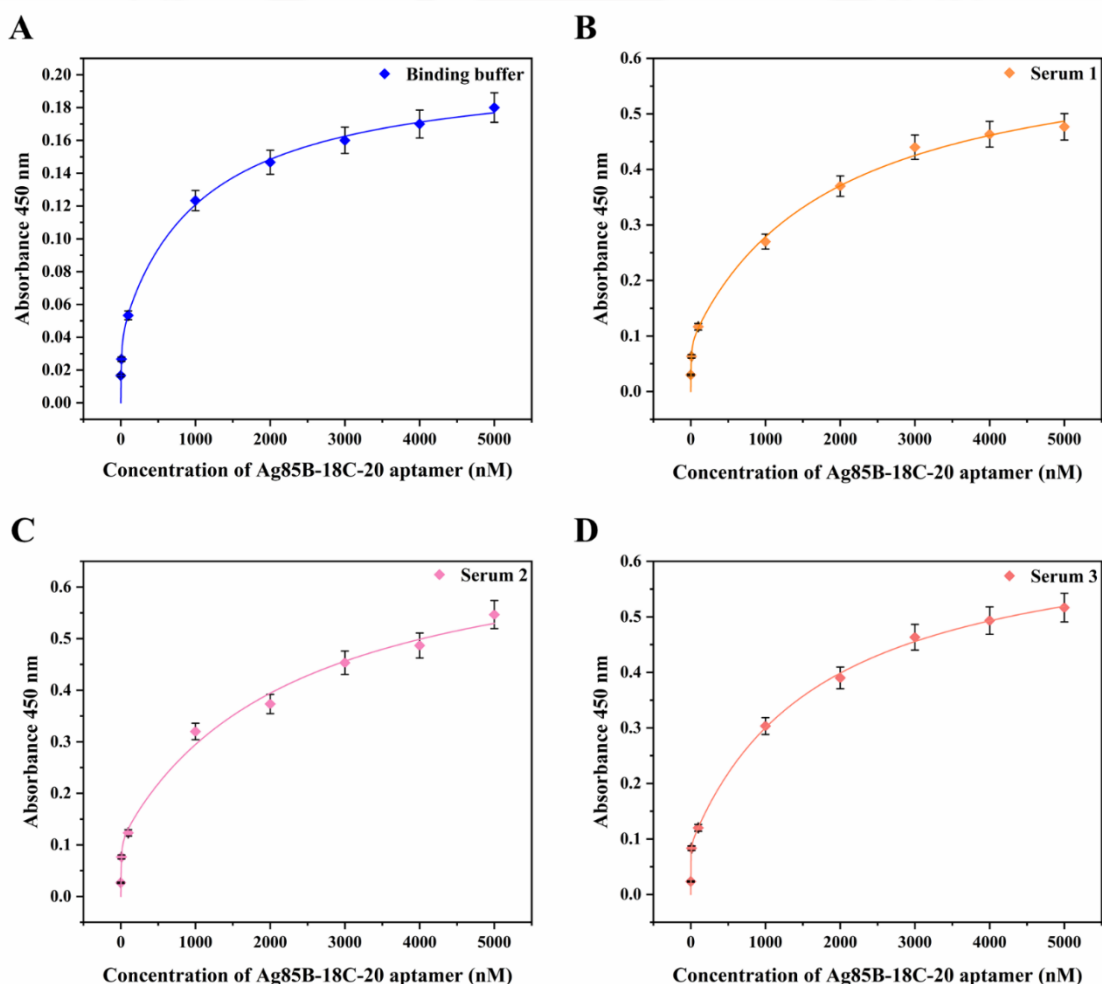 A
Binding buffer
Absorbance 450 nm
0.20
0.18
0.16
0.14
0.12
0.10
0.08
0.06
0.04
0.02
0.00
0 1000 2000 3000 4000 5000
Concentration of Ag85B-18C-20 aptamer (nM)
B
Serum 1
Absorbance 450 nm
0.6
0.5
0.4
0.3
0.2
0.1
0.0
0 1000 2000 3000 4000 5000
Concentration of Ag85B-18C-20 aptamer (nM)
C
Serum 2
Absorbance 450 nm
0.6
0.5
0.4
0.3
0.2
0.1
0.0
0 1000 2000 3000 4000 5000
Concentration of Ag85B-18C-20 aptamer (nM)
D
Serum 3
Absorbance 450 nm
0.6
0.5
0.4
0.3
0.2
0.1
0.0
0 1000 2000 3000 4000 5000
Concentration of Ag85B-18C-20 aptamer (nM)